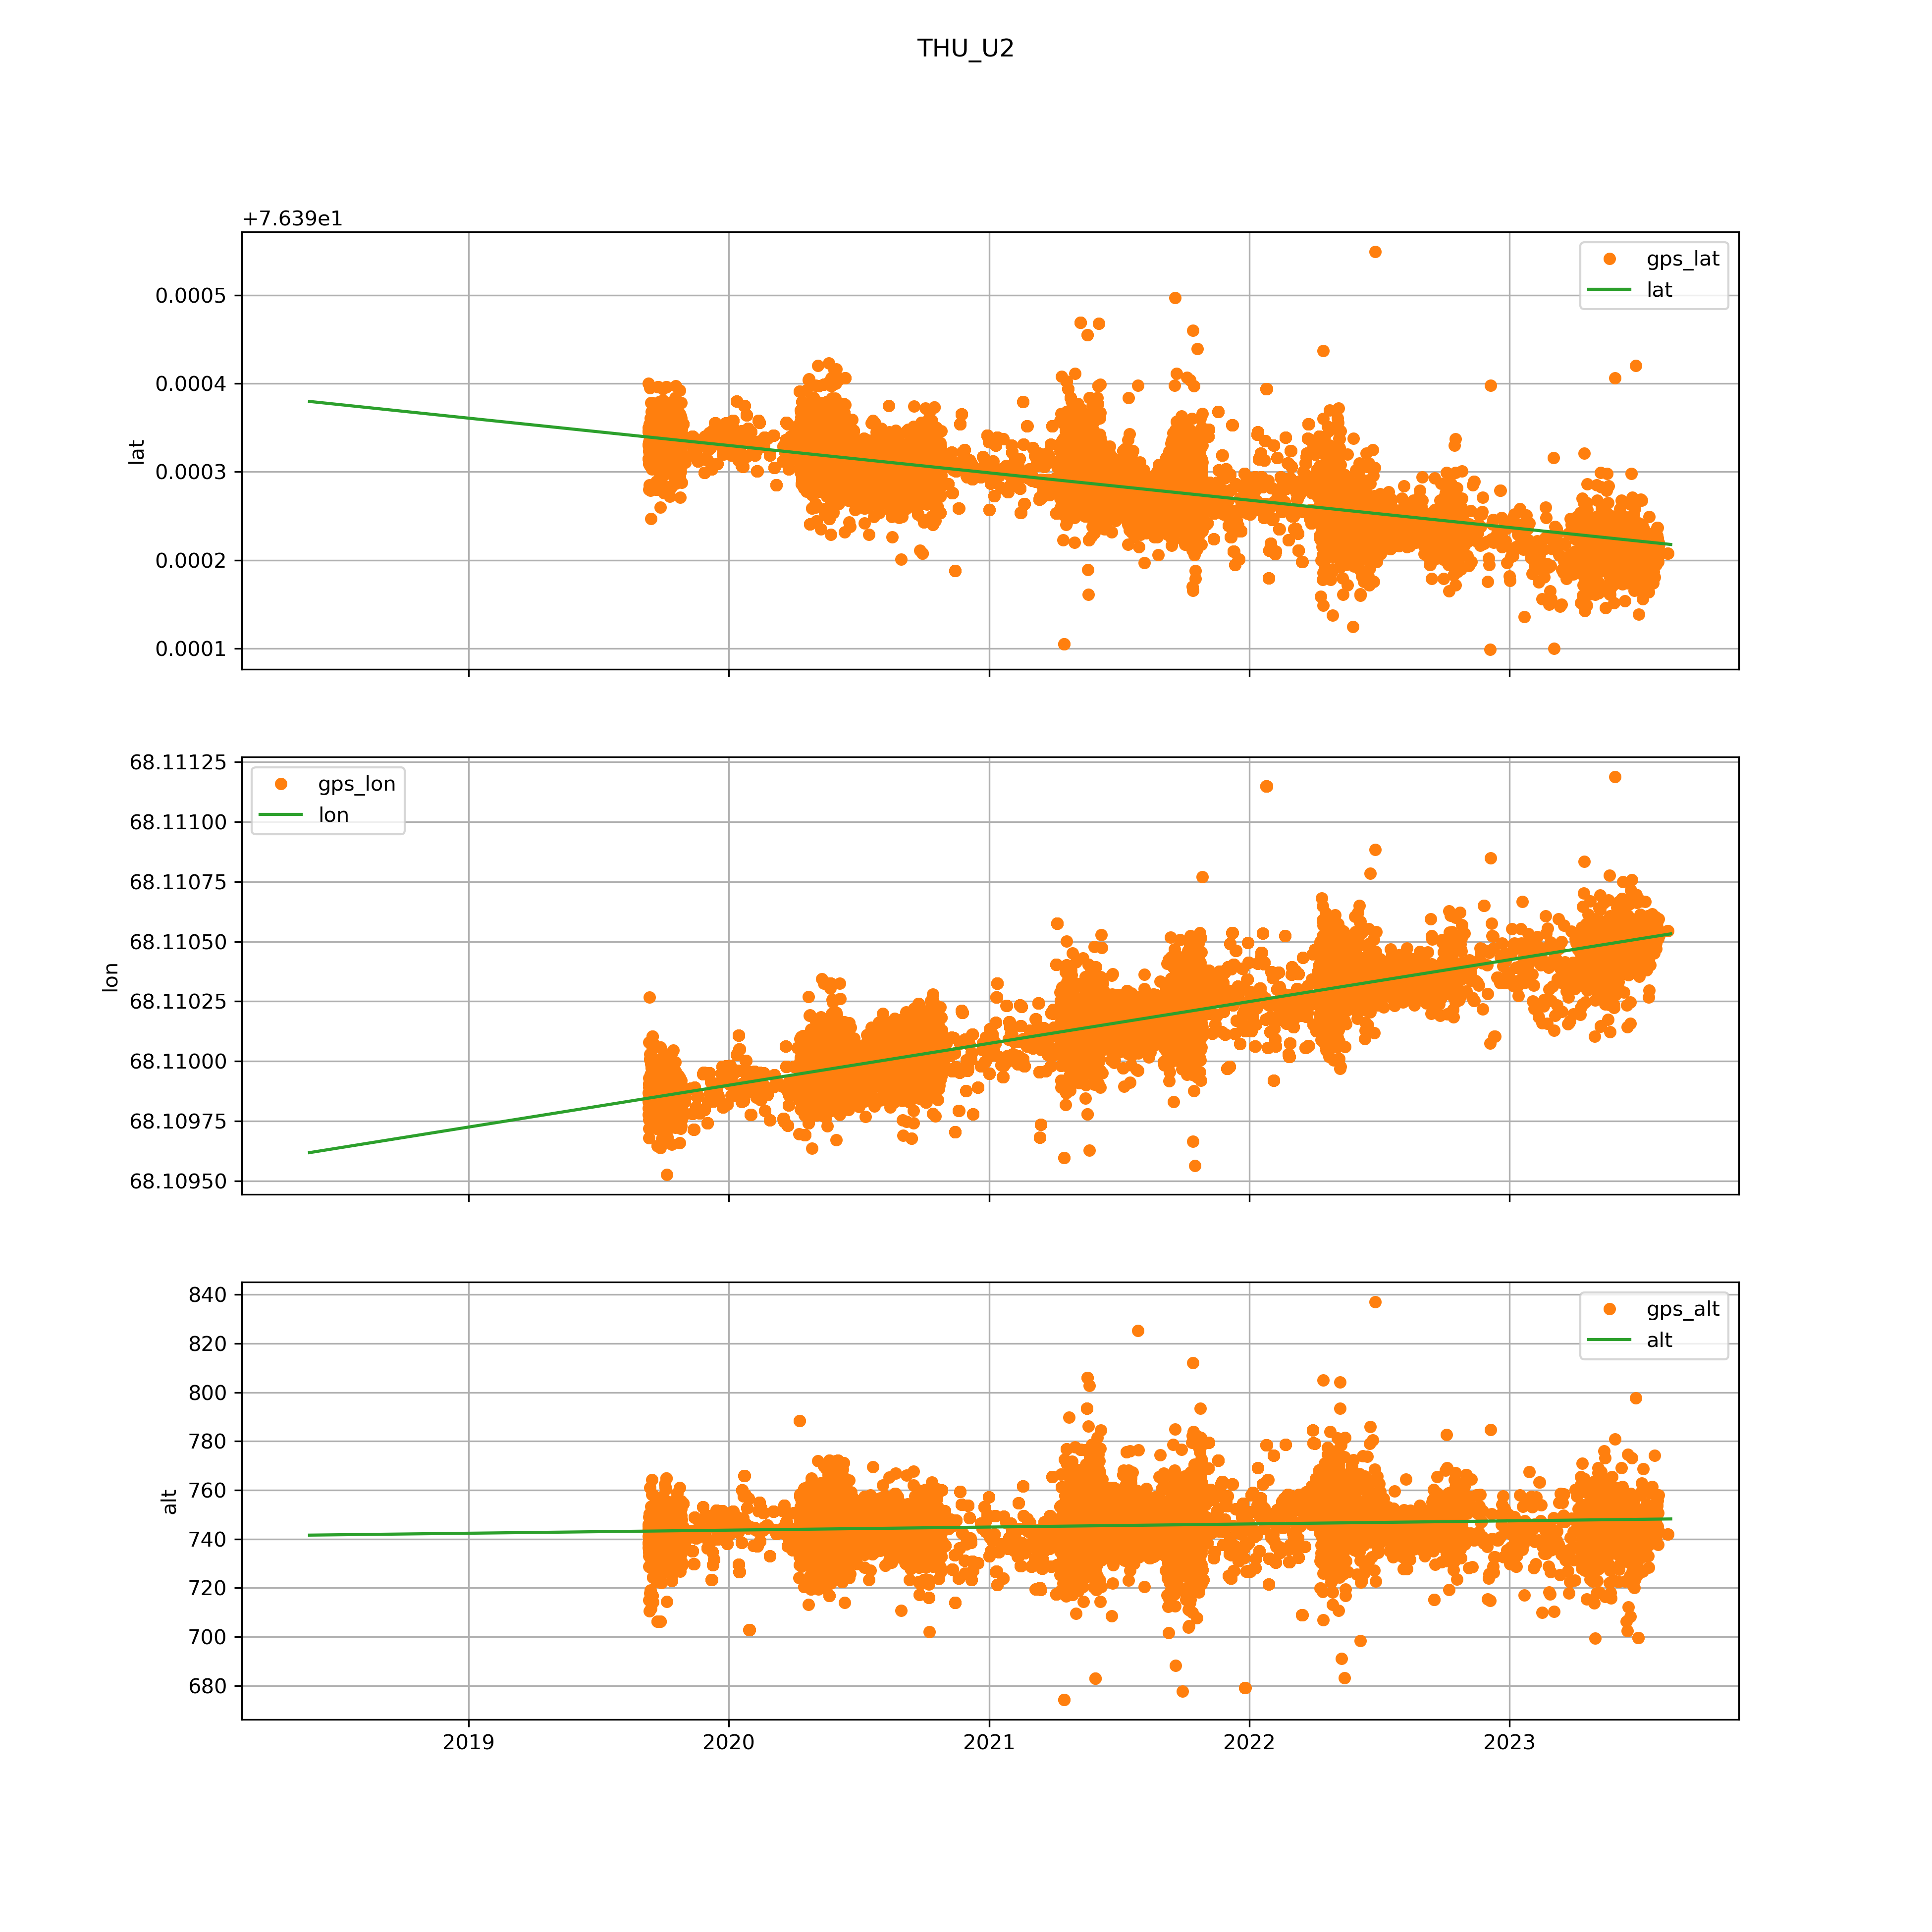 THU_U2
+7.639e1
0.0005
0.0004
0.0003
0.0002
0.0001
lat
gps_lat
lat
68.11125
68.11100
68.11075
68.11050
68.11025
68.11000
68.10975
68.10950
lon
gps_lon
lon
840
820
800
780
760
740
720
700
680
alt
gps_alt
alt
2019 2020 2021 2022 2023